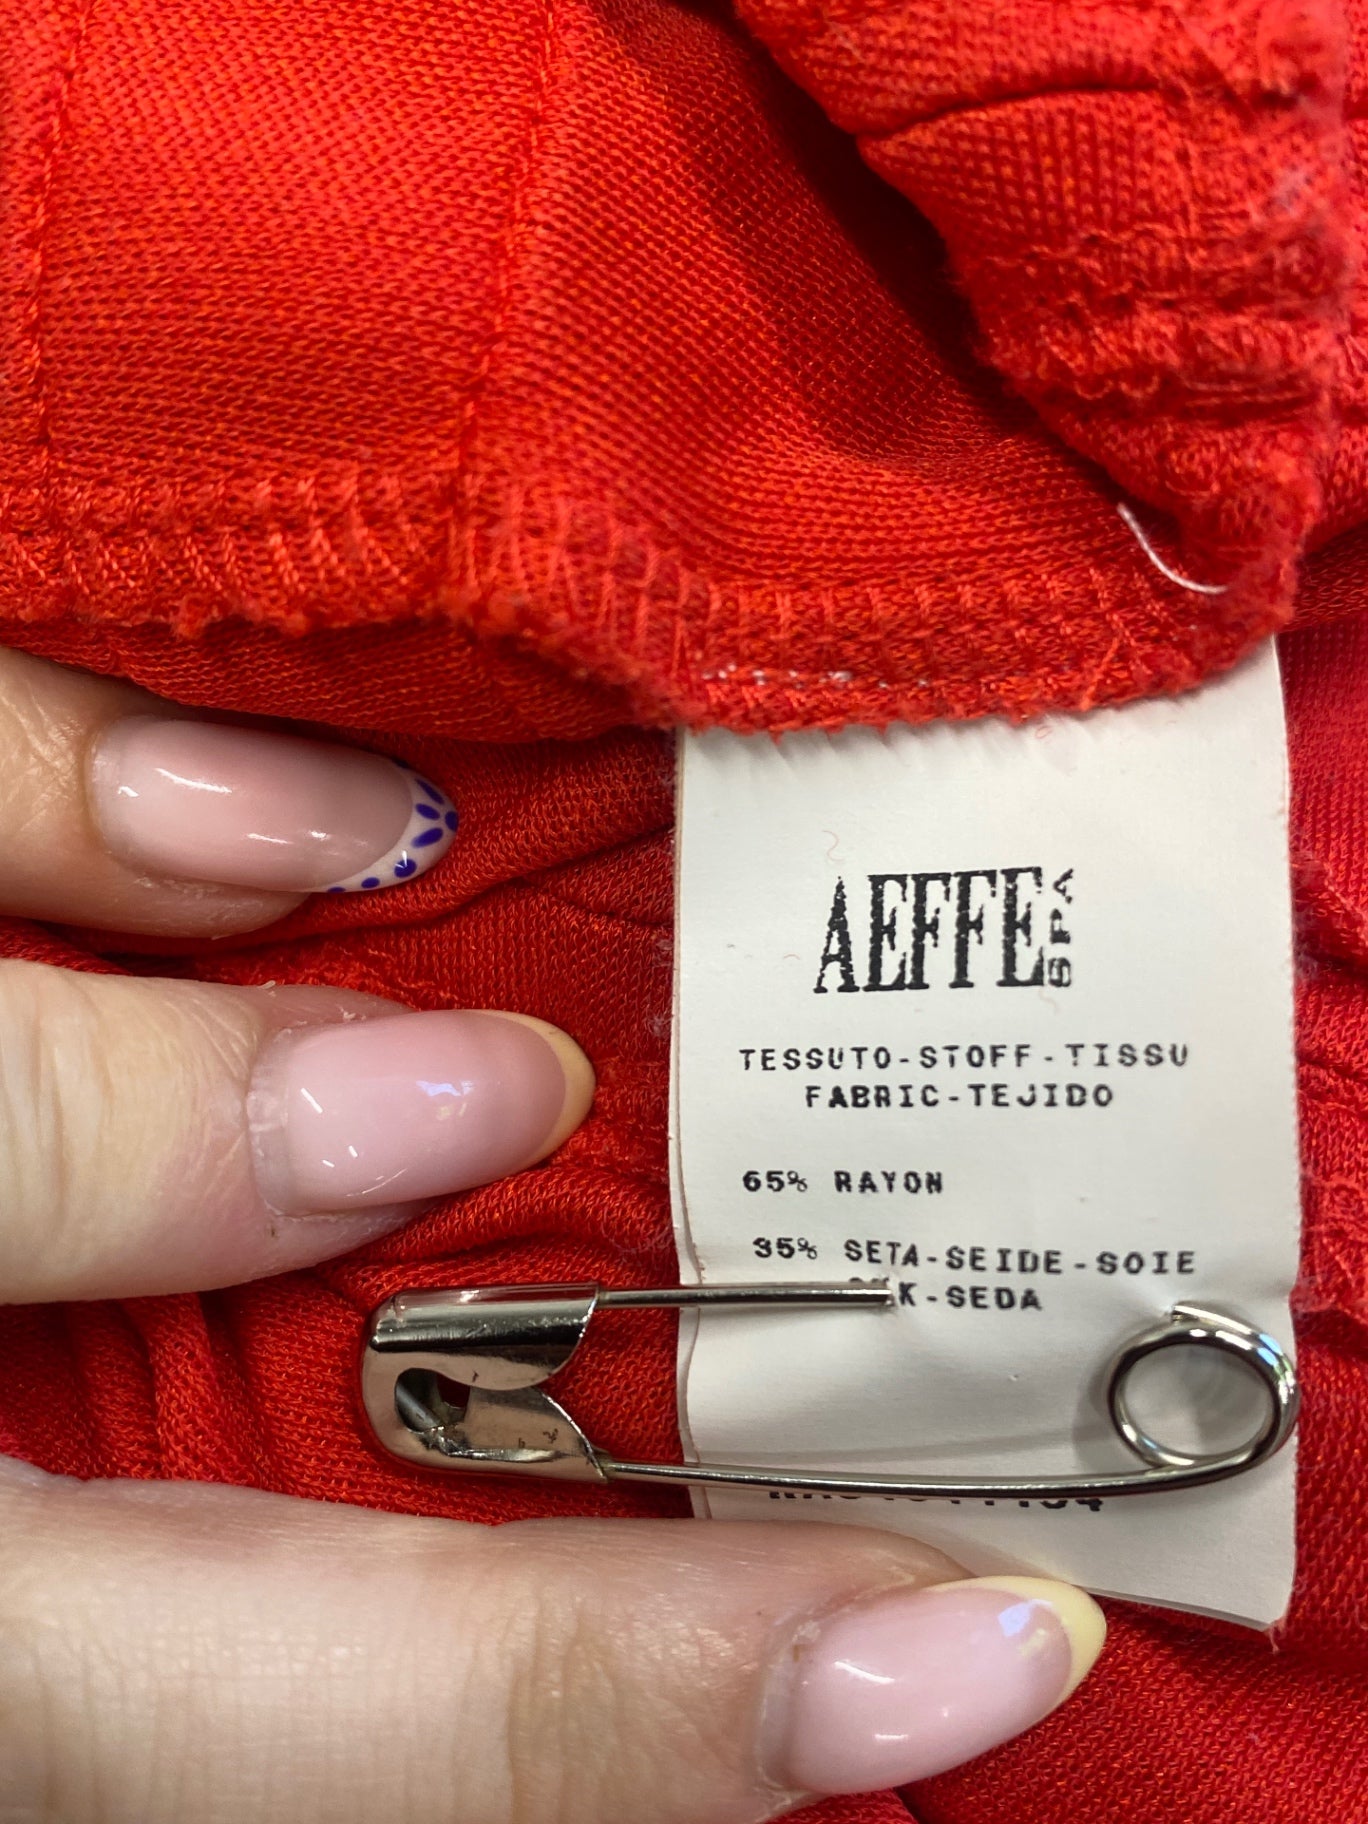 AEFFE SPA
TESSUTO-STOFF-TISSU
FABRIC-TEJIDO
65% RAYON
35% SETA-SEIDE-SOIE
-SEDA